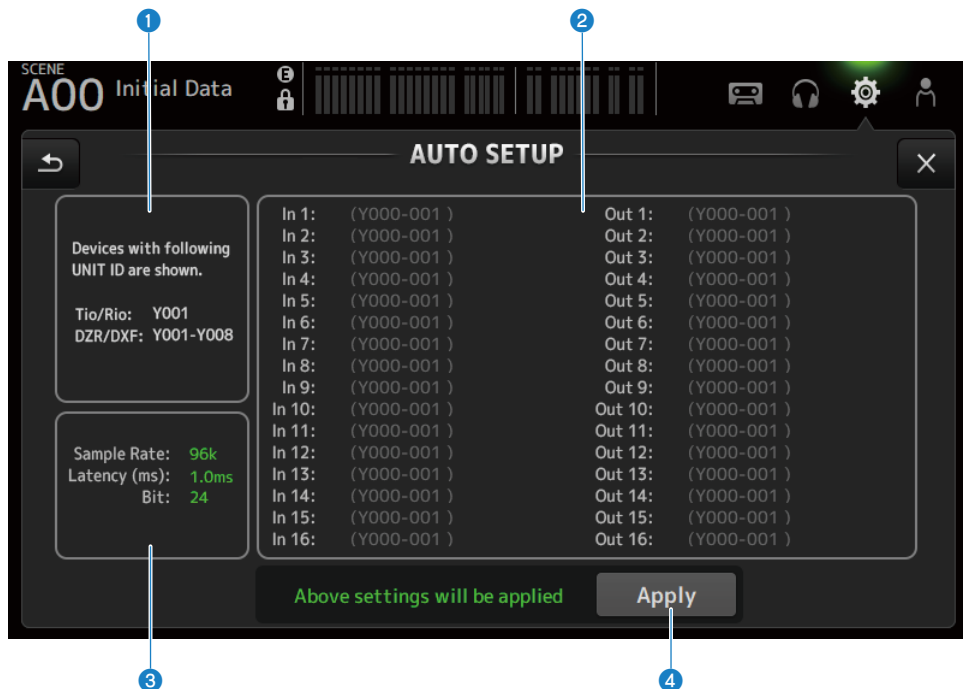 1
2
SCENE
A00 Initial Data
E
AUTO SETUP
Devices with following
UNIT ID are shown.
Tio/Rio: Y001
DZR/DXF: Y001-Y008
Sample Rate: 96k
Latency (ms): 1.0ms
Bit: 24
In 1: (Y000-001 ) Out 1: (Y000-001 )
In 2: (Y000-001 ) Out 2: (Y000-001 )
In 3: (Y000-001 ) Out 3: (Y000-001 )
In 4: (Y000-001 ) Out 4: (Y000-001 )
In 5: (Y000-001 ) Out 5: (Y000-001 )
In 6: (Y000-001 ) Out 6: (Y000-001 )
In 7: (Y000-001 ) Out 7: (Y000-001 )
In 8: (Y000-001 ) Out 8: (Y000-001 )
In 9: (Y000-001 ) Out 9: (Y000-001 )
In 10: (Y000-001 ) Out 10: (Y000-001 )
In 11: (Y000-001 ) Out 11: (Y000-001 )
In 12: (Y000-001 ) Out 12: (Y000-001 )
In 13: (Y000-001 ) Out 13: (Y000-001 )
In 14: (Y000-001 ) Out 14: (Y000-001 )
In 15: (Y000-001 ) Out 15: (Y000-001 )
In 16: (Y000-001 ) Out 16: (Y000-001 )
Above settings will be applied Apply
3
4